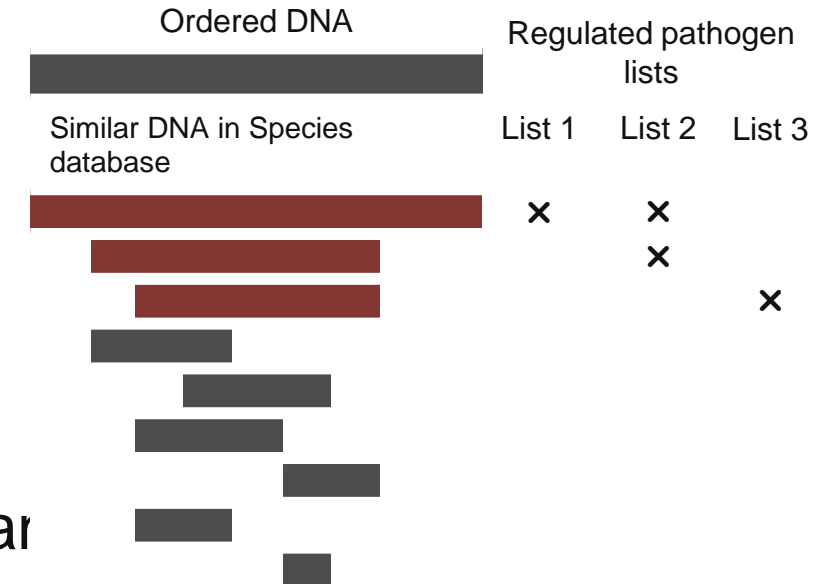 Ordered DNA
Regulated pathogen
lists
Similar DNA in Species
database
List 1 List 2 List 3
×  ×
×
×